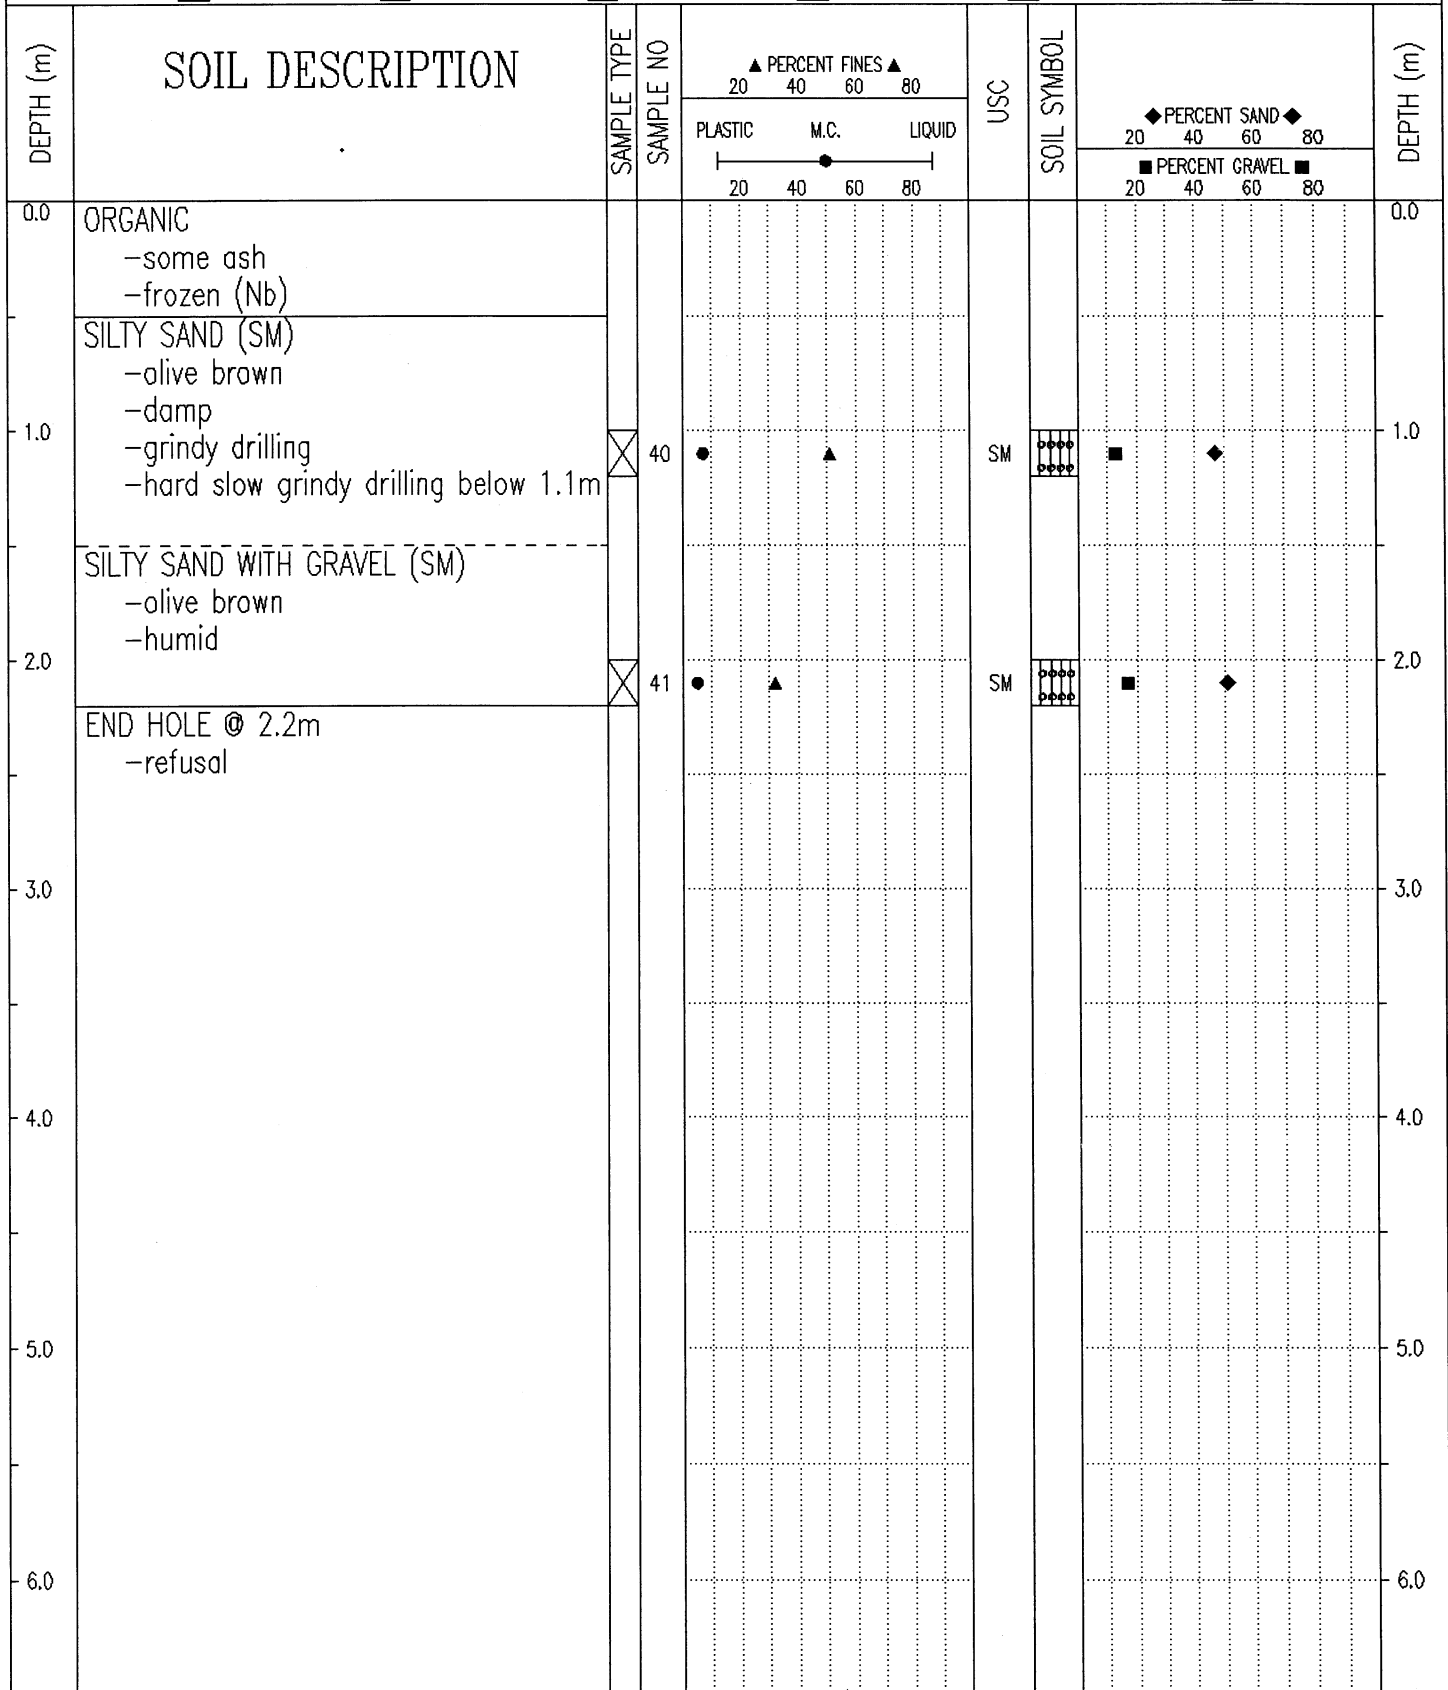 DEPTH (m)
SOIL DESCRIPTION
SAMPLE TYPE
SAMPLE NO
▲ PERCENT FINES ▲
20 40 60 80
PLASTIC M.C. LIQUID
20 40 60 80
USC
SOIL SYMBOL
◆ PERCENT SAND ◆
20 40 60 80
■ PERCENT GRAVEL ■
20 40 60 80
DEPTH (m)
0.0 ORGANIC 0.0
-some ash
-frozen (Nb)
SILTY SAND (SM)
-olive brown
-damp
1.0 -grindy drilling 1.0
40 SM
-hard slow grindy drilling below 1.1m
SILTY SAND WITH GRAVEL (SM)
-olive brown
-humid
2.0 2.0
41 SM
END HOLE @ 2.2m
-refusal
3.0 3.0
4.0 4.0
5.0 5.0
6.0 6.0